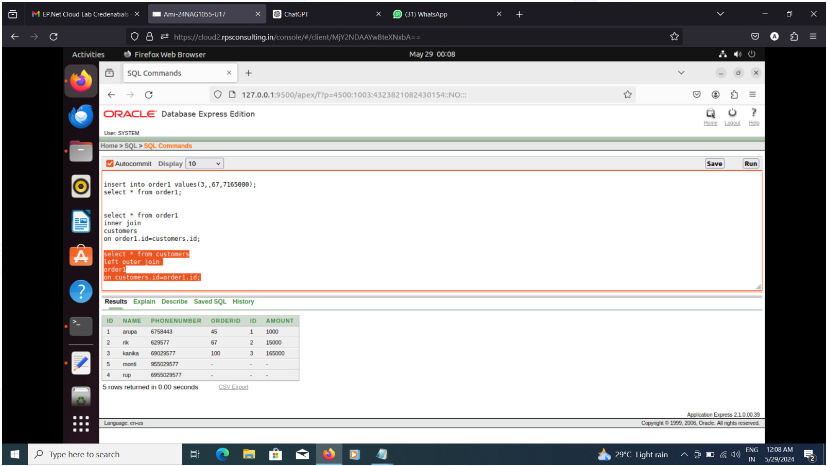 LP.Net Cloud Lab Credenatials
Ami-24NAG1055-U17
ChatGPT
(31) WhatsApp
https://cloud2.rpsconsulting.in/console/#/client/MjY2NDAAYwBteXNxbA==
Activities
Firefox Web Browser
May 29 00:08
SQL Commands
127.0.0.1:9500/apex/f?p=4500:1003:4323821082430154::NO:::
ORACLE Database Express Edition
Home Logout Help
User: SYSTEM
Home > SQL > SQL Commands
Autocommit Display 10
Save Run
insert into order1 values(3,,67,7165000);
select * from order1;
select * from order1
inner join
customers
on order1.id=customers.id;
select * from customers
left outer join
order1
on customers.id=order1.id;
Results Explain Describe Saved SQL History
ID NAME PHONENUMBER ORDERID ID AMOUNT
1 arupa 6758443 45 1 1000
2 rik 629577 67 2 15000
3 kanika 69029577 100 3 165000
5 monti 955029577 - - -
4 rup 6955029577 - - -
5 rows returned in 0.00 seconds CSV Export
Application Express 2.1.0.00.39
Language: en-us Copyright © 1999, 2006, Oracle. All rights reserved.
Type here to search
29°C Light rain
ENG
IN
12:08 AM
5/29/2024
2